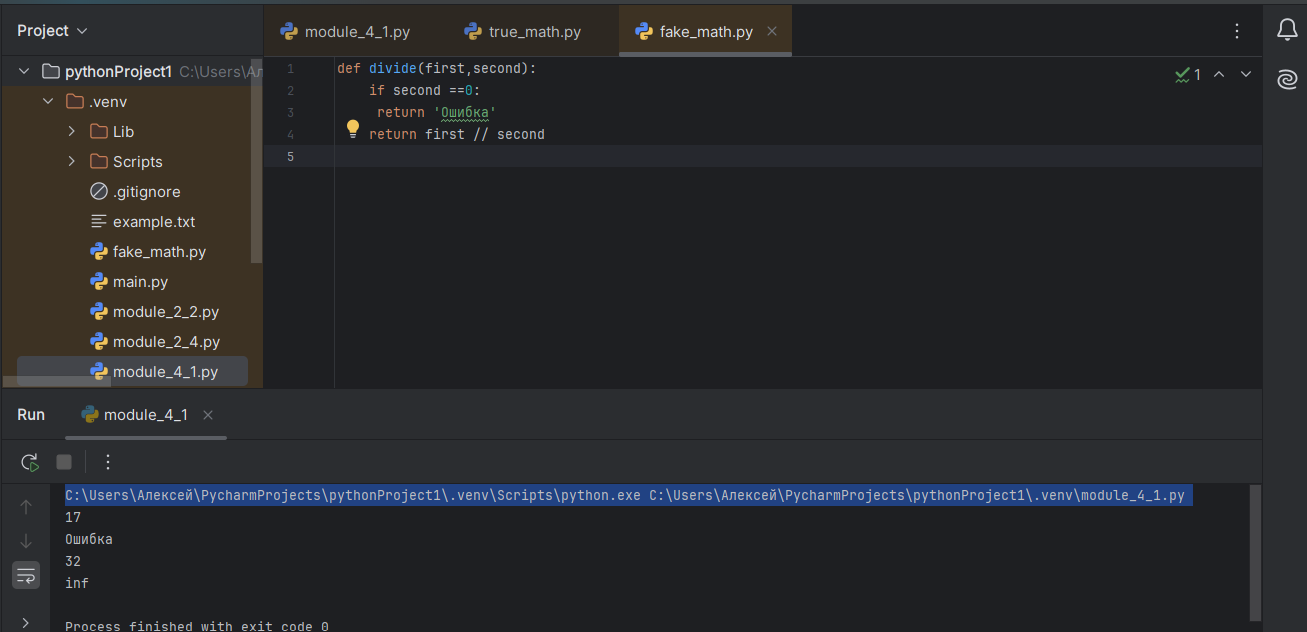 Project
module_4_1.py
true_math.py
fake_math.py
pythonProject1 C:\Users\Ал
.venv
Lib
Scripts
.gitignore
example.txt
fake_math.py
main.py
module_2_2.py
module_2_4.py
module_4_1.py
1 def divide(first,second):
2 if second ==0:
3 return 'Ошибка'
4 return first // second
5
1
Run
module_4_1
C:\Users\Алексей\PycharmProjects\pythonProject1\.venv\Scripts\python.exe C:\Users\Алексей\PycharmProjects\pythonProject1\.venv\module_4_1.py
17
Ошибка
32
inf
Process finished with exit code 0